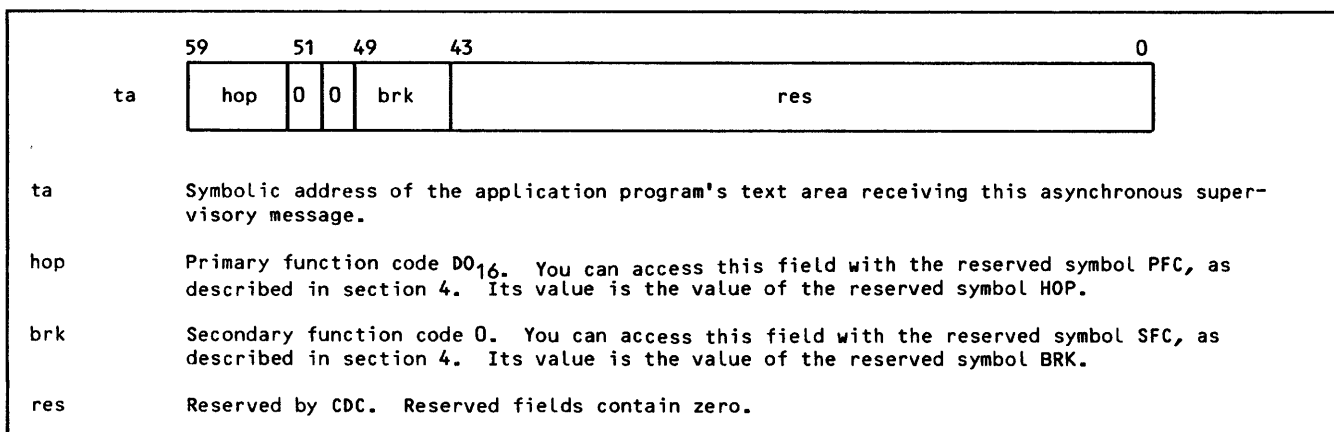 59 51 49 43 0
ta hop 0 0 brk res
ta Symbolic address of the application program's text area receiving this asynchronous super-
visory message.
hop Primary function code D0₁₆. You can access this field with the reserved symbol PFC, as
described in section 4. Its value is the value of the reserved symbol HOP.
brk Secondary function code 0. You can access this field with the reserved symbol SFC, as
described in section 4. Its value is the value of the reserved symbol BRK.
res Reserved by CDC. Reserved fields contain zero.